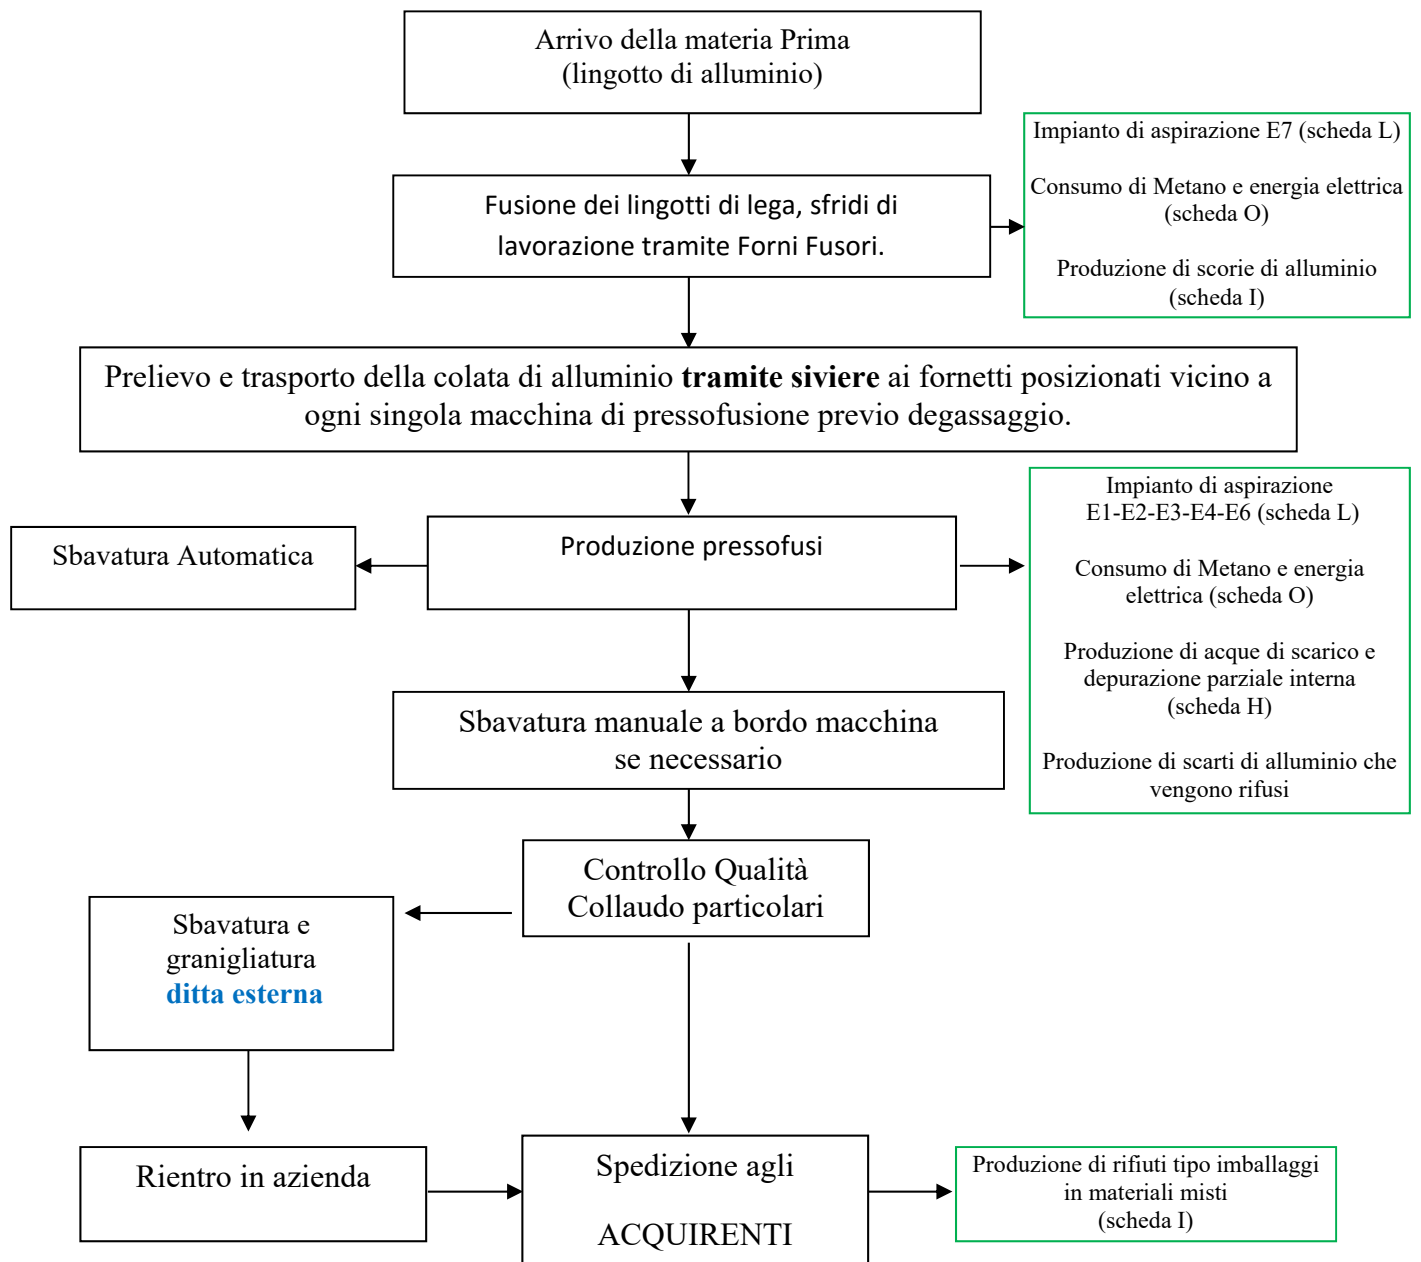 Arrivo della materia Prima
(lingotto di alluminio)
Impianto di aspirazione E7 (scheda L)
Consumo di Metano e energia elettrica
(scheda O)
Produzione di scorie di alluminio
(scheda I)
Fusione dei lingotti di lega, sfridi di
lavorazione tramite Forni Fusori.
Prelievo e trasporto della colata di alluminio tramite siviere ai fornetti posizionati vicino a
ogni singola macchina di pressofusione previo degassaggio.
Sbavatura Automatica
Produzione pressofusi
Impianto di aspirazione
E1-E2-E3-E4-E6 (scheda L)
Consumo di Metano e energia
elettrica (scheda O)
Produzione di acque di scarico e
depurazione parziale interna
(scheda H)
Produzione di scarti di alluminio che
vengono rifusi
Sbavatura manuale a bordo macchina
se necessario
Controllo Qualità
Collaudo particolari
Sbavatura e
granigliatura
ditta esterna
Rientro in azienda
Spedizione agli
ACQUIRENTI
Produzione di rifiuti tipo imballaggi
in materiali misti
(scheda I)